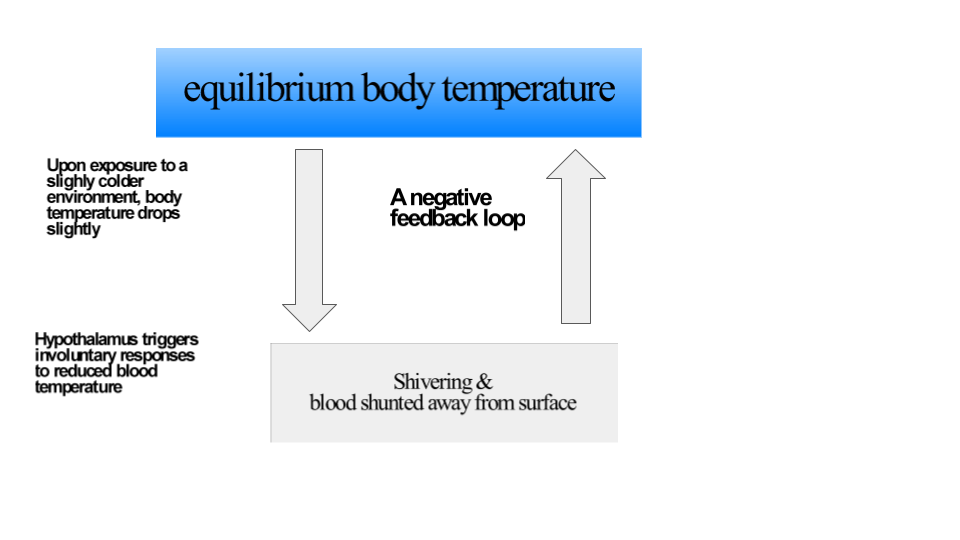 equilibrium body temperature
Upon exposure to a
slighly colder
environment, body
temperature drops
slightly
A negative
feedback loop
Hypothalamus triggers
involuntary responses
to reduced blood
temperature
Shivering &
blood shunted away from surface